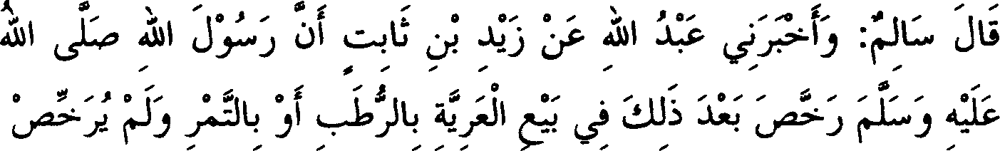 قَالَ سَالِمٌ: وَأَخْبَرَنِي عَبْدُ اللهِ عَنْ زَيْدِ بْنِ ثَابِتٍ أَنَّ رَسُوْلَ اللهِ صَلَّى اللهُ
عَلَيْهِ وَسَلَّمَ رَخَّصَ بَعْدَ ذَلِكَ فِي بَيْعِ الْعَرِيَّةِ بِالرُّطَبِ أَوْ بِالتَّمْرِ وَلَمْ يُرَخِّصْ